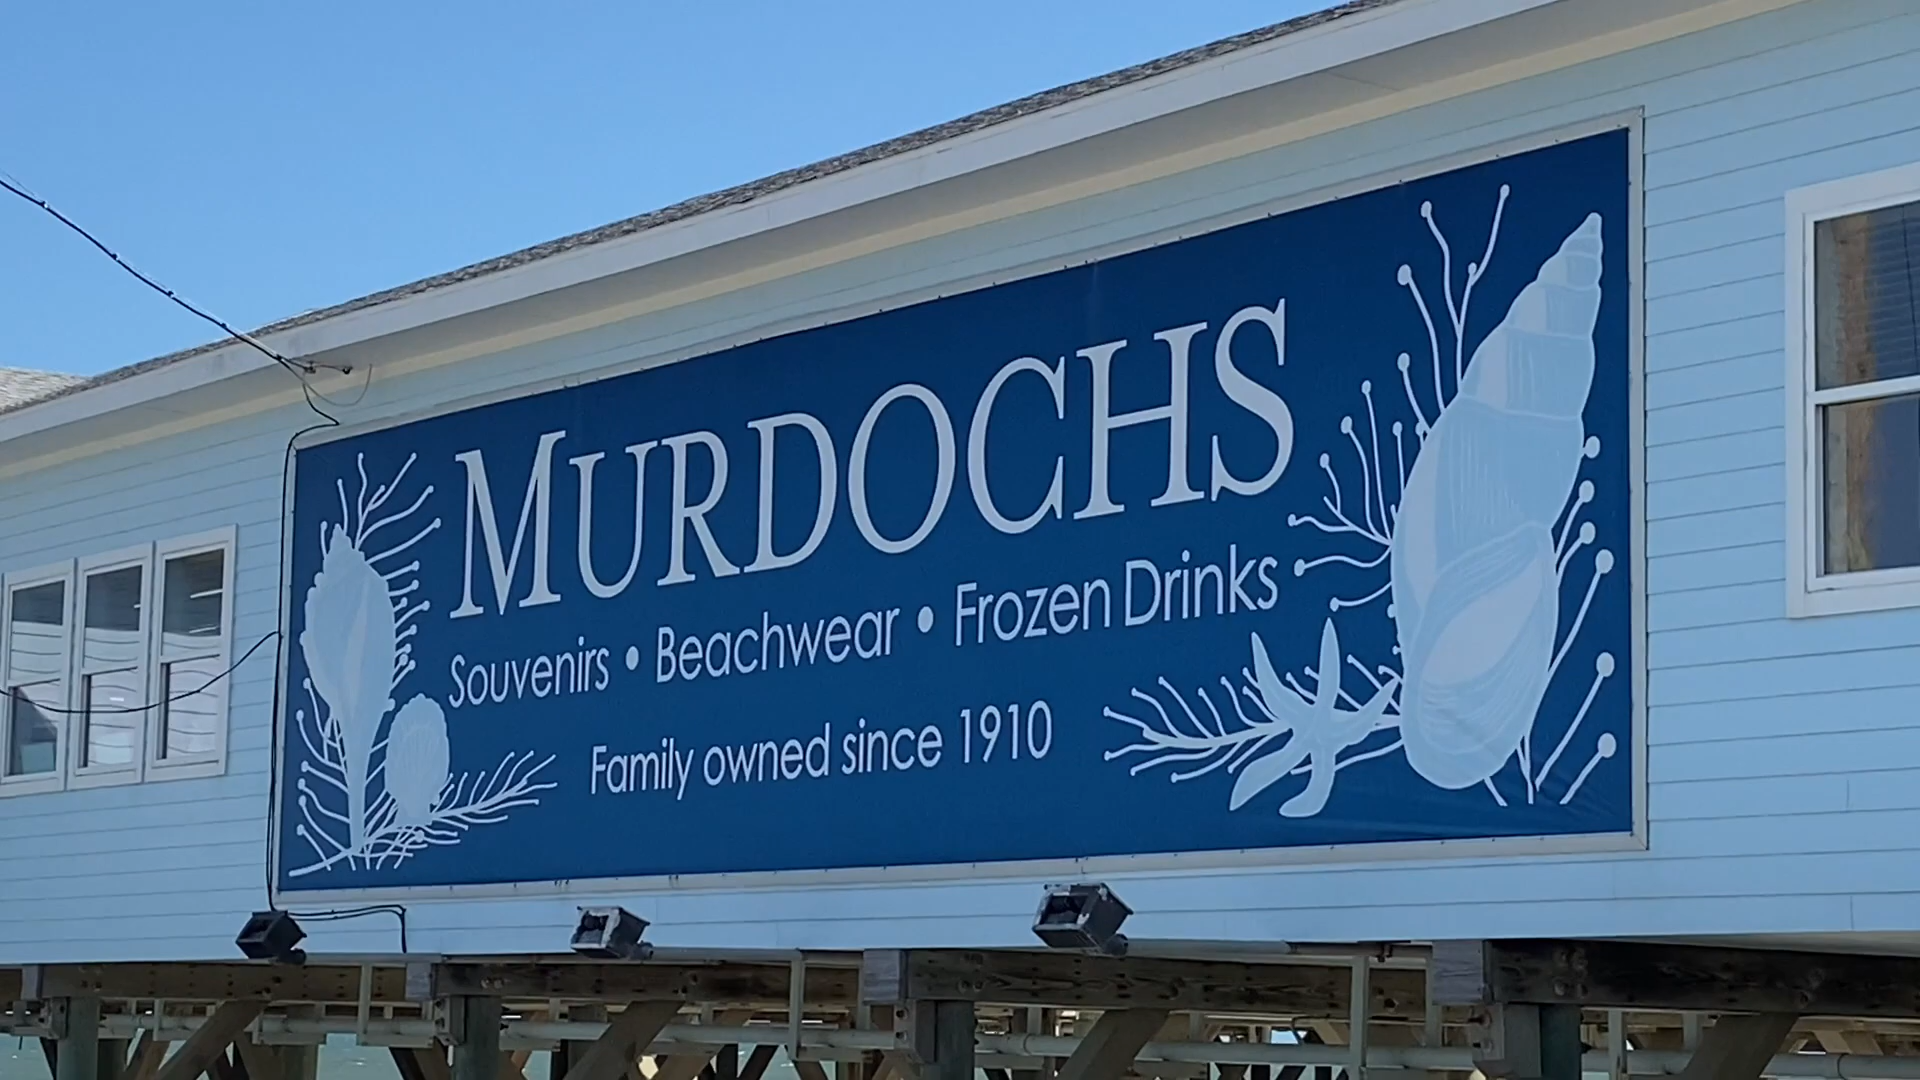 MURDOCHS
Souvenirs • Beachwear • Frozen Drinks
Family owned since 1910